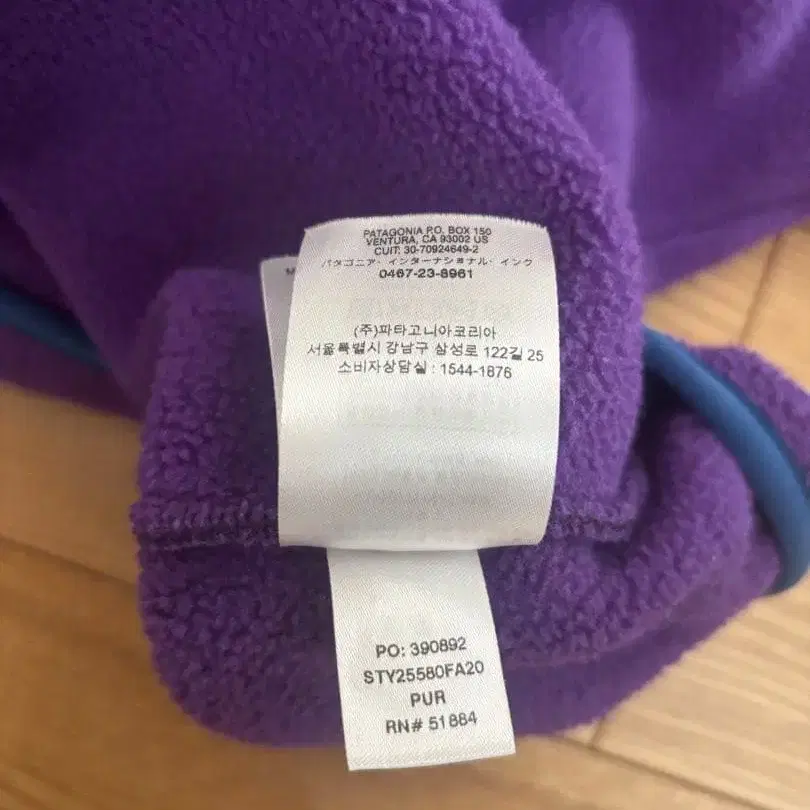 PATAGONIA P.O. BOX 150
VENTURA, CA 93002 US
CUIT: 30-70924649-2
パタゴニア・インターナショナル・インク
0467-23-8961
(주)파타고니아코리아
서울특별시 강남구 삼성로 122길 25
소비자상담실 : 1544-1876
PO: 390892
STY25580FA20
PUR
RN# 51884